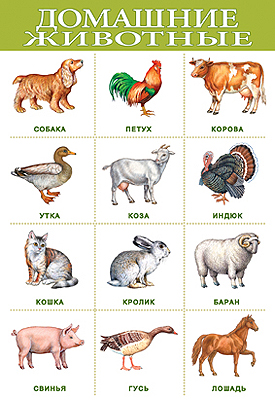 ДОМАШНИЕ
ЖИВОТНЫЕ
СОБАКА ПЕТУХ КОРОВА
УТКА КОЗА ИНДЮК
КОШКА КРОЛИК БАРАН
СВИНЬЯ ГУСЬ ЛОШАДЬ